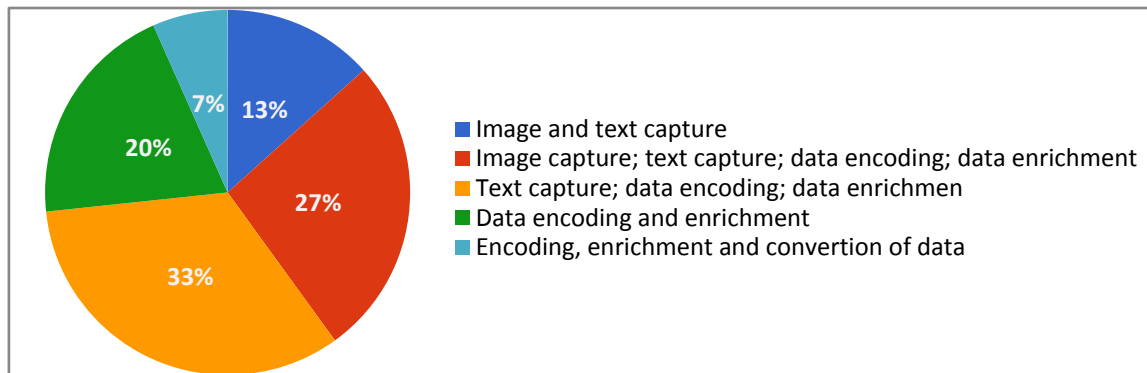 7%
13%
20%
27%
33%
Image and text capture
Image capture; text capture; data encoding; data enrichment
Text capture; data encoding; data enrichmen
Data encoding and enrichment
Encoding, enrichment and convertion of data